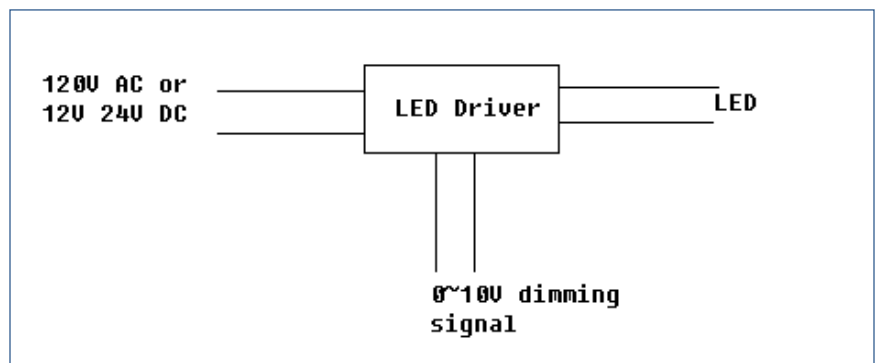 120V AC or
12V 24V DC
LED Driver
LED
0~10V dimming
signal